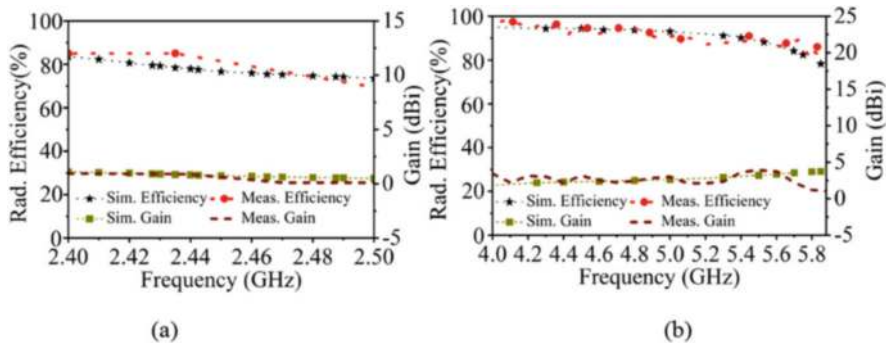 Rad. Efficiency(%)
100
80
60
40
20
0
15
10
5
0
-5
Gain (dBi)
Sim. Efficiency
Meas. Efficiency
Sim. Gain
Meas. Gain
2.40 2.42 2.44 2.46 2.48 2.50
Frequency (GHz)
(a)
Rad. Efficiency (%)
100
80
60
40
20
0
25
20
15
10
5
0
-5
Gain (dBi)
Sim. Efficiency
Meas. Efficiency
Sim. Gain
Meas. Gain
4.0 4.2 4.4 4.6 4.8 5.0 5.2 5.4 5.6 5.8
Frequency (GHz)
(b)